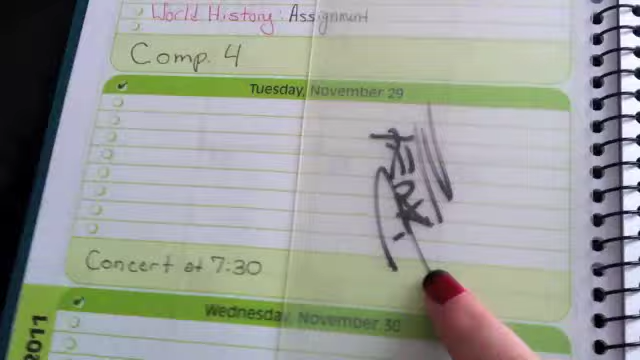 World History: Assignment
Comp. 4
Tuesday, November 29
Concert at 7:30
Wednesday, November 30
2011